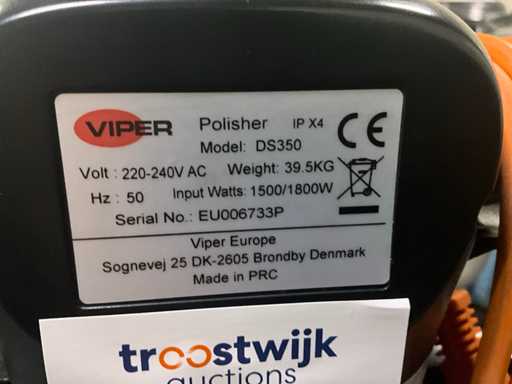 VIPER Polisher IP X4
Model: DS350
Volt : 220-240V AC Weight: 39.5KG
Hz : 50 Input Watts: 1500/1800W
Serial No.: EU006733P
Viper Europe
Sognevej 25 DK-2605 Brondby Denmark
Made in PRC
troostwijk
auctions